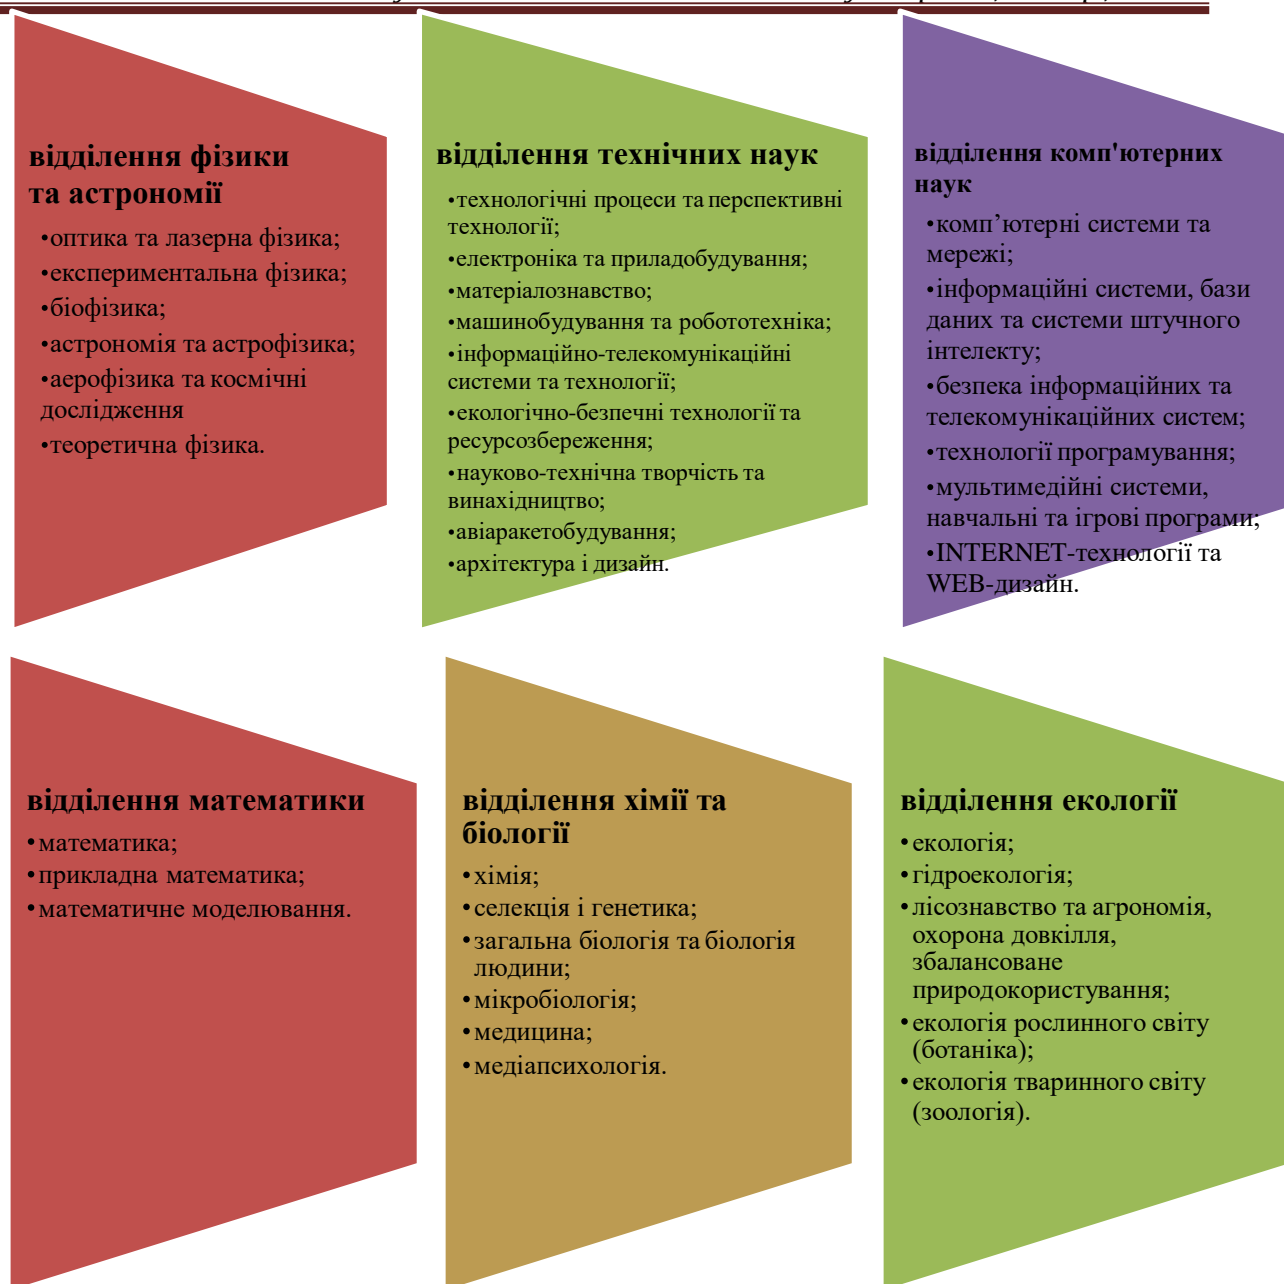 відділення фізики
та астрономії
•оптика та лазерна фізика;
•експериментальна фізика;
•біофізика;
•астрономія та астрофізика;
•аерофізика та космічні
дослідження
•теоретична фізика.
відділення технічних наук
•технологічні процеси та перспективні
технології;
•електроніка та приладобудування;
•матеріалознавство;
•машинобудування та робототехніка;
•інформаційно-телекомунікаційні
системи та технології;
•екологічно-безпечні технології та
ресурсозбереження;
•науково-технічна творчість та
винахідництво;
•авіаракетобудування;
•архітектура і дизайн.
відділення комп'ютерних
наук
•комп’ютерні системи та
мережі;
•інформаційні системи, бази
даних та системи штучного
інтелекту;
•безпека інформаційних та
телекомунікаційних систем;
•технології програмування;
•мультимедійні системи,
навчальні та ігрові програми;
•INTERNET-технології та
WEB-дизайн.
відділення математики
•математика;
•прикладна математика;
•математичне моделювання.
відділення хімії та
біології
•хімія;
•селекція і генетика;
•загальна біологія та біологія
людини;
•мікробіологія;
•медицина;
•медіапсихологія.
відділення екології
•екологія;
•гідроекологія;
•лісознавство та агрономія,
охорона довкілля,
збалансоване
природокористування;
•екологія рослинного світу
(ботаніка);
•екологія тваринного світу
(зоологія).